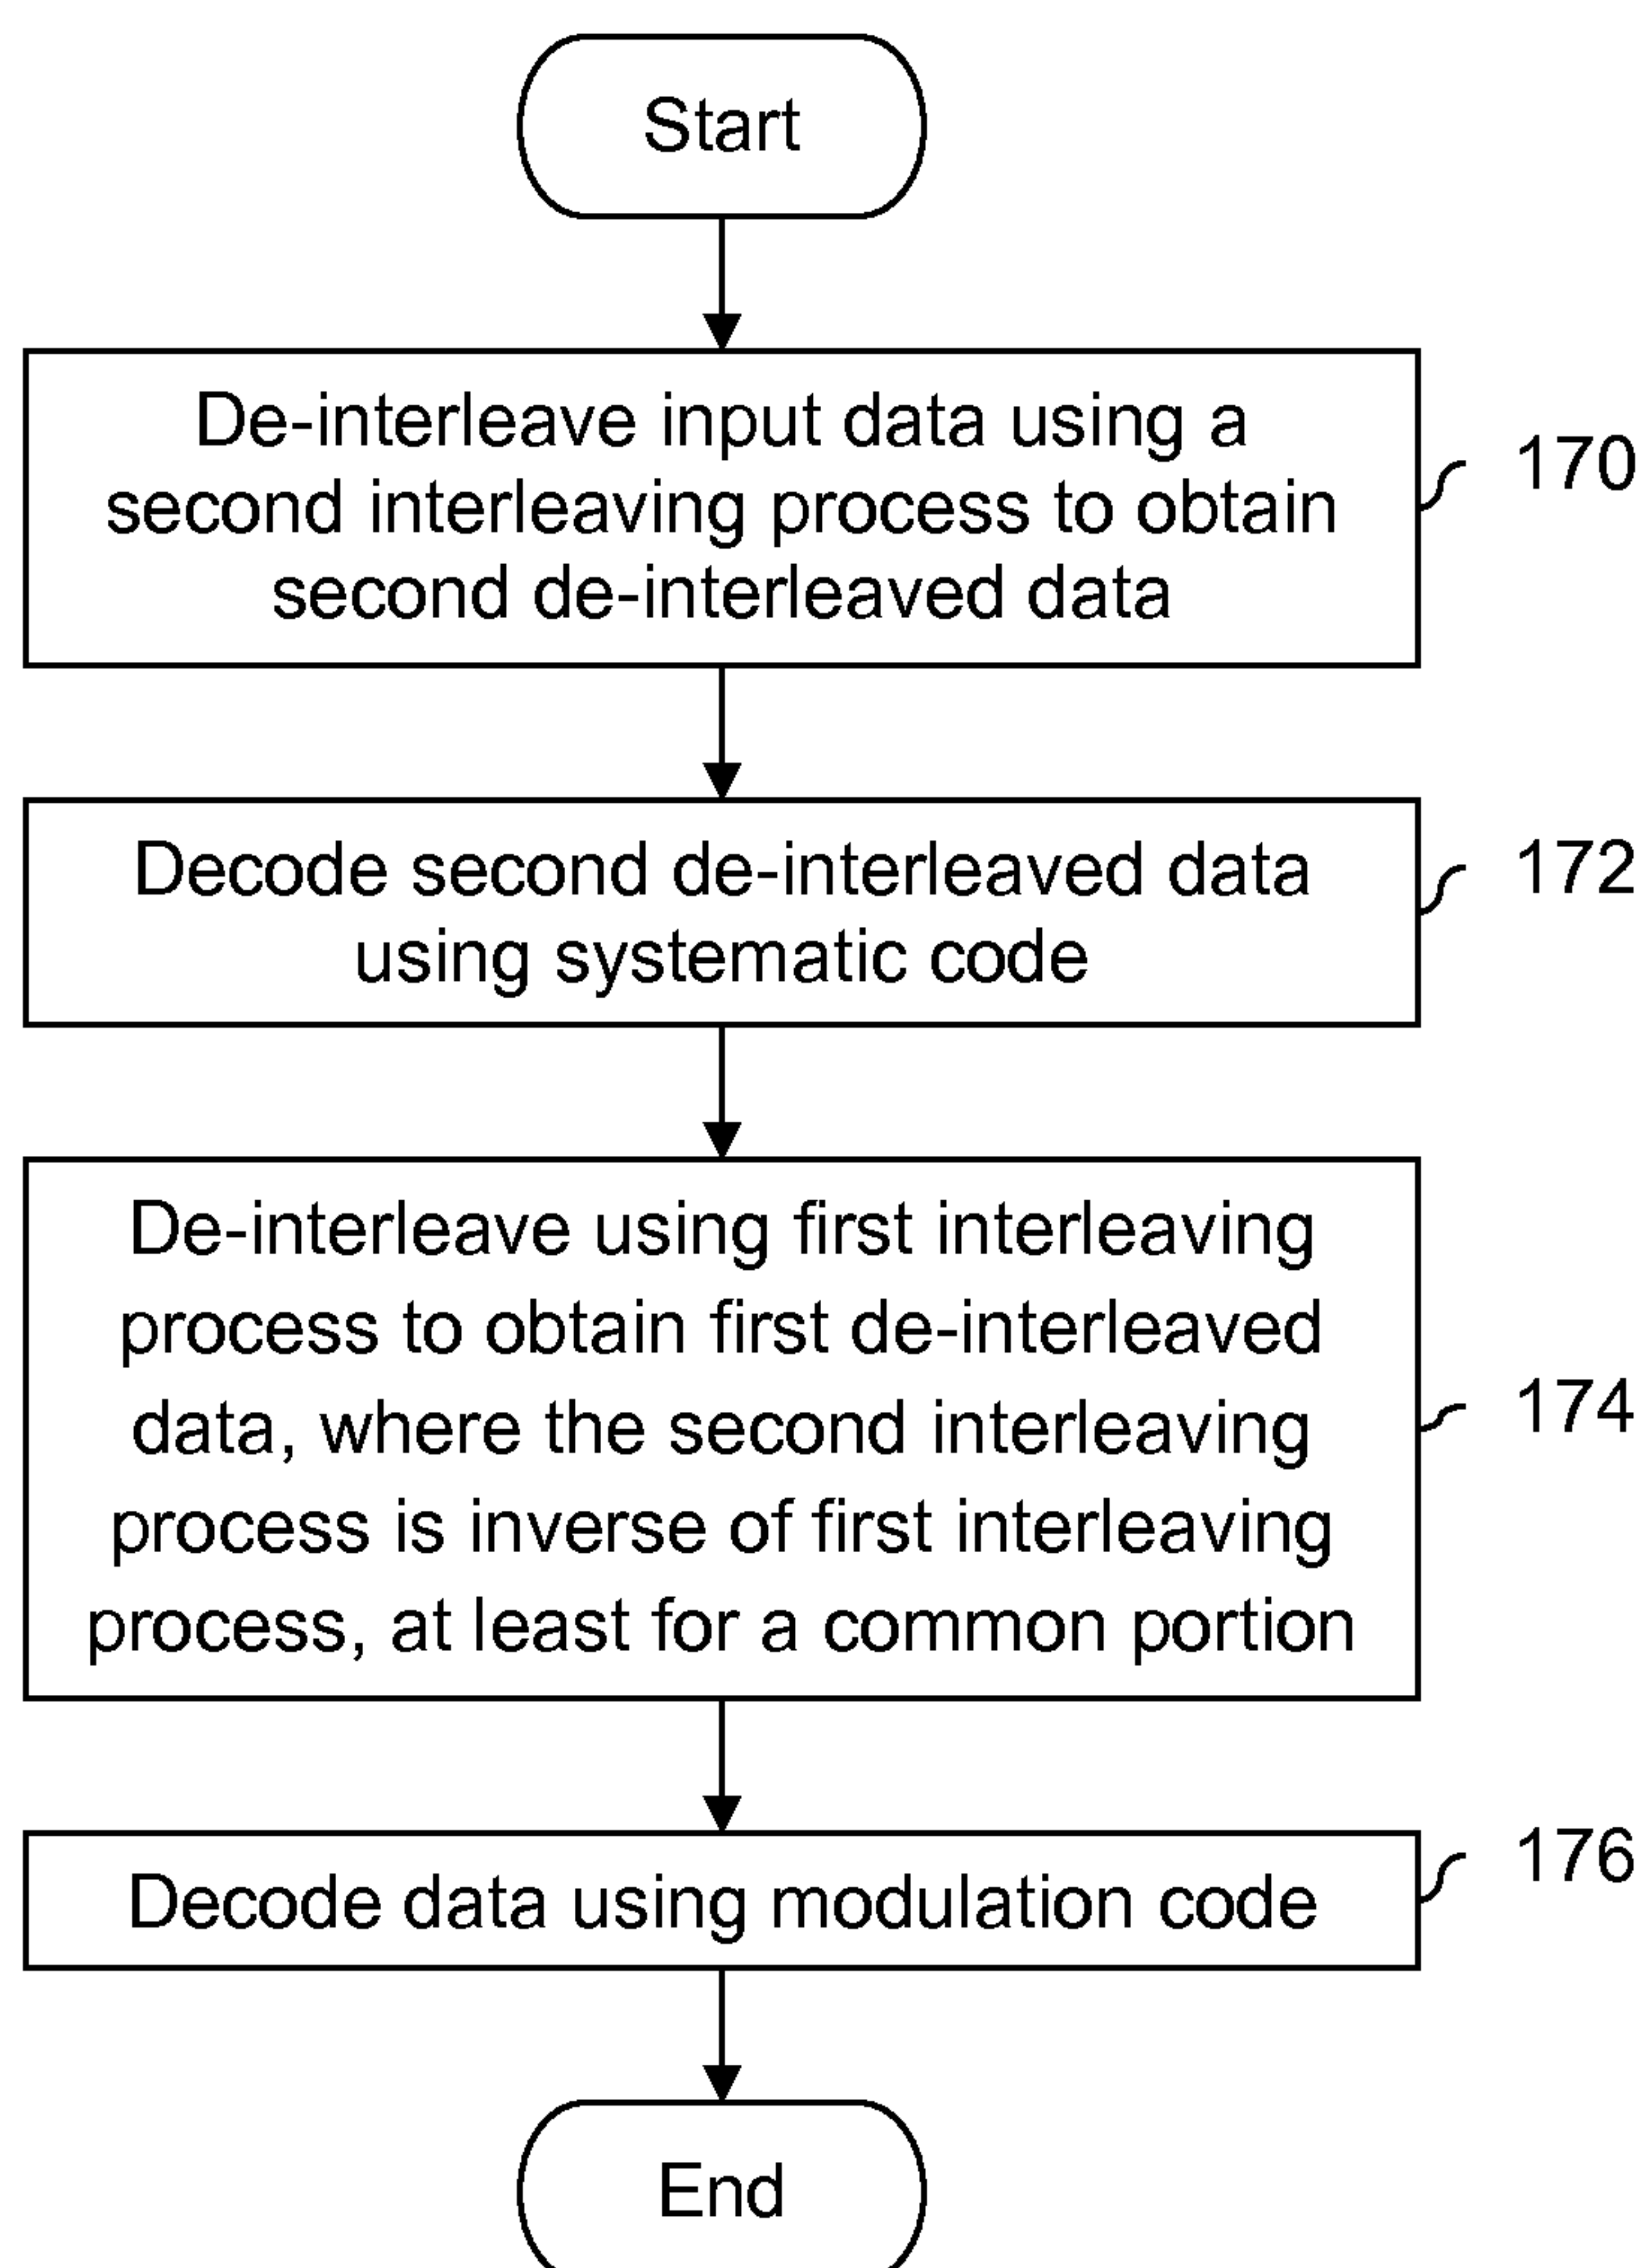 Start
De-interleave input data using a
second interleaving process to obtain
second de-interleaved data
170
Decode second de-interleaved data
using systematic code
172
De-interleave using first interleaving
process to obtain first de-interleaved
data, where the second interleaving
process is inverse of first interleaving
process, at least for a common portion
174
Decode data using modulation code
176
End